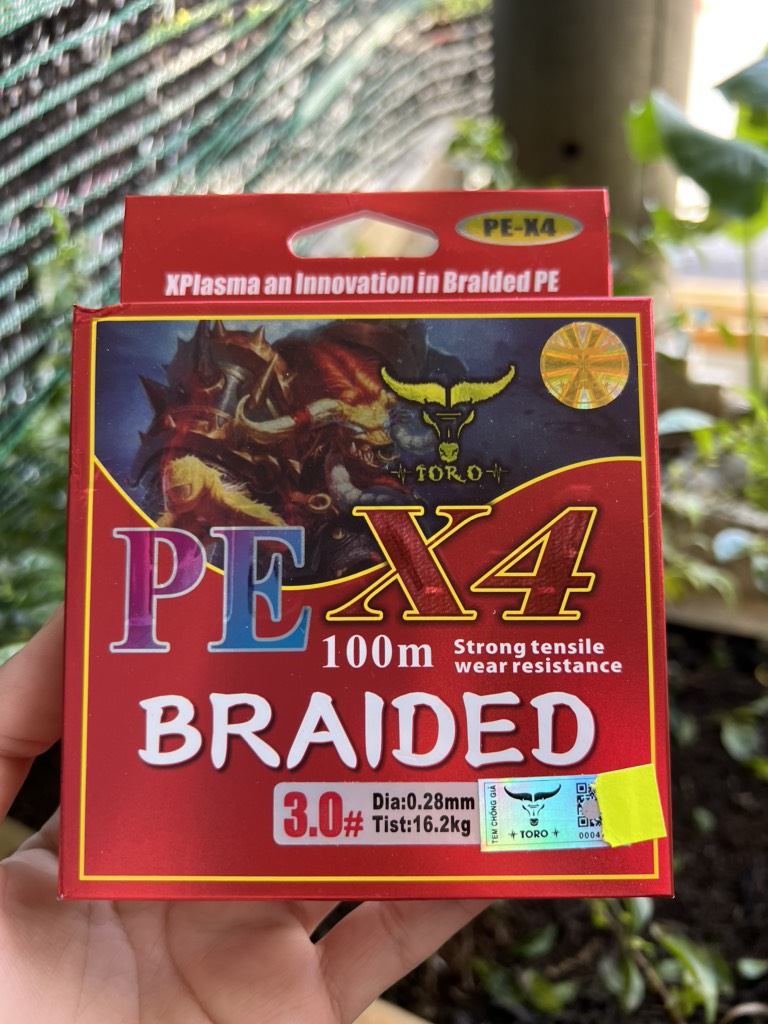 PE-X4
XPlasma an Innovation in Braided PE
TORO
PE X4
100m
Strong tensile
wear resistance
BRAIDED
3.0#
Dia:0.28mm
Tist:16.2kg
TEM CHỐNG GIẢ
TORO